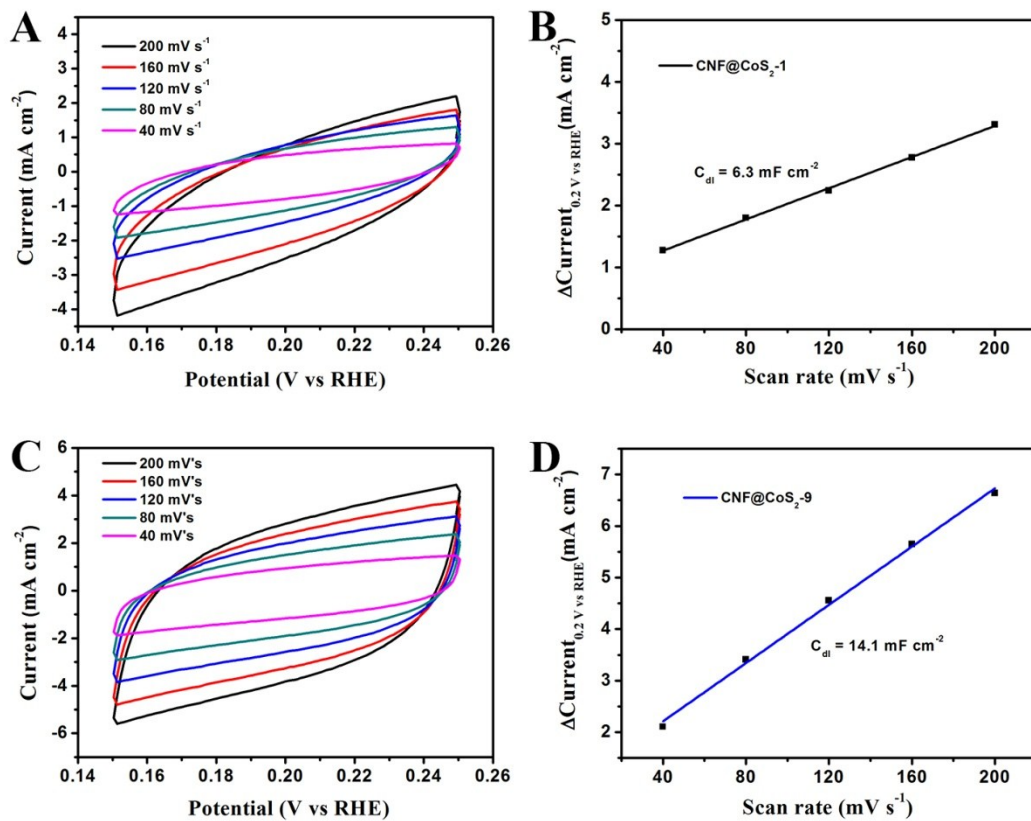 A
200 mV s⁻¹
160 mV s⁻¹
120 mV s⁻¹
80 mV s⁻¹
40 mV s⁻¹
4
3
2
1
0
-1
-2
-3
-4
Current (mA cm⁻²)
0.14 0.16 0.18 0.20 0.22 0.24 0.26
Potential (V vs RHE)
B
CNF@CoS₂-1
C_dl = 6.3 mF cm⁻²
5
4
3
2
1
0
ΔCurrent₀.₂ V vs RHE(mA cm⁻²)
40 80 120 160 200
Scan rate (mV s⁻¹)
C
200 mV's
160 mV's
120 mV's
80 mV's
40 mV's
6
4
2
0
-2
-4
-6
Current (mA cm⁻²)
0.14 0.16 0.18 0.20 0.22 0.24 0.26
Potential (V vs RHE)
D
CNF@CoS₂-9
C_dl = 14.1 mF cm⁻²
7
6
5
4
3
2
ΔCurrent₀.₂ V vs RHE(mA cm⁻²)
40 80 120 160 200
Scan rate (mV s⁻¹)